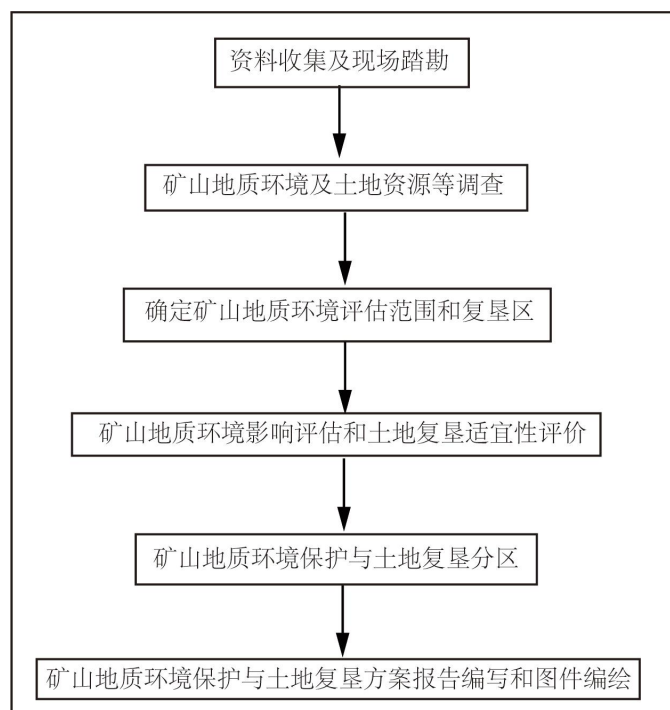 资料收集及现场踏勘
矿山地质环境及土地资源等调查
确定矿山地质环境评估范围和复垦区
矿山地质环境影响评估和土地复垦适宜性评价
矿山地质环境保护与土地复垦分区
矿山地质环境保护与土地复垦方案报告编写和图件编绘